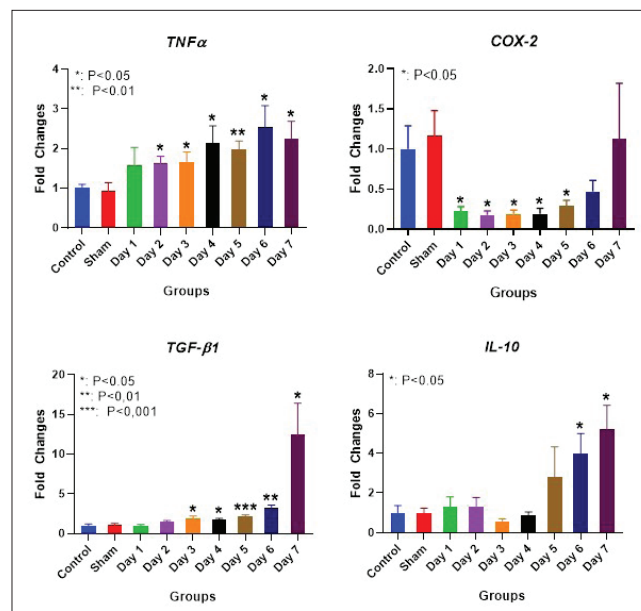 TNFα
*: P<0.05
**: P<0.01
Fold Changes
4
3
2
1
0
* * * ** * *
Control Sham Day 1 Day 2 Day 3 Day 4 Day 5 Day 6 Day 7
Groups
COX-2
*: P<0.05
Fold Changes
2.0
1.5
1.0
0.5
0.0
* * * * *
Control Sham Day 1 Day 2 Day 3 Day 4 Day 5 Day 6 Day 7
Groups
TGF-β1
*: P<0.05
**: P<0,01
***: P<0,001
Fold Changes
20
15
10
5
0
* * *** ** *
Control Sham Day 1 Day 2 Day 3 Day 4 Day 5 Day 6 Day 7
Groups
IL-10
*: P<0.05
Fold Changes
8
6
4
2
0
* *
Control Sham Day 1 Day 2 Day 3 Day 4 Day 5 Day 6 Day 7
Groups